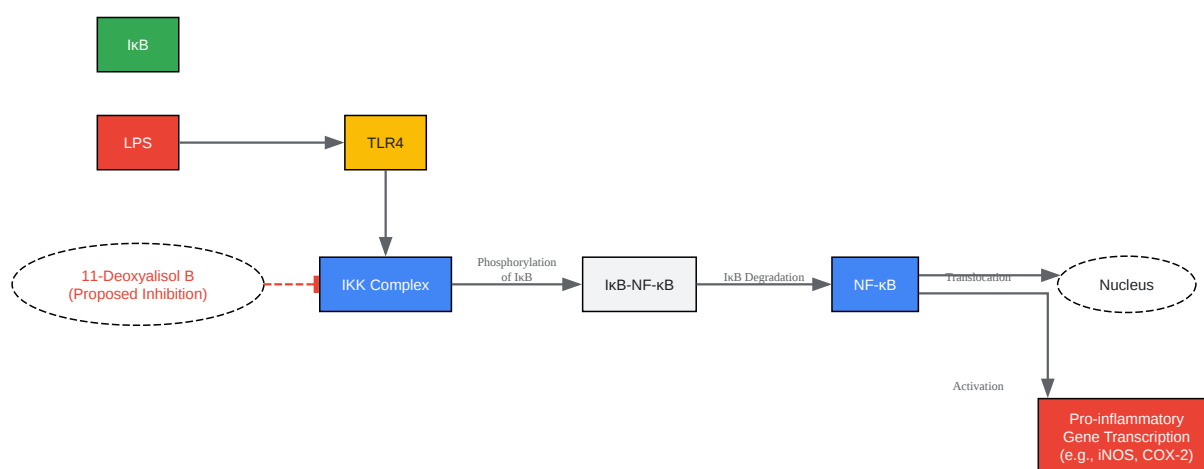 IκB
LPS
TLR4
11-Deoxyalisol B
(Proposed Inhibition)
IKK Complex
Phosphorylation
of IκB
IκB-NF-κB
IκB Degradation
NF-κB
Translocation
Nucleus
Activation
Pro-inflammatory
Gene Transcription
(e.g., iNOS, COX-2)